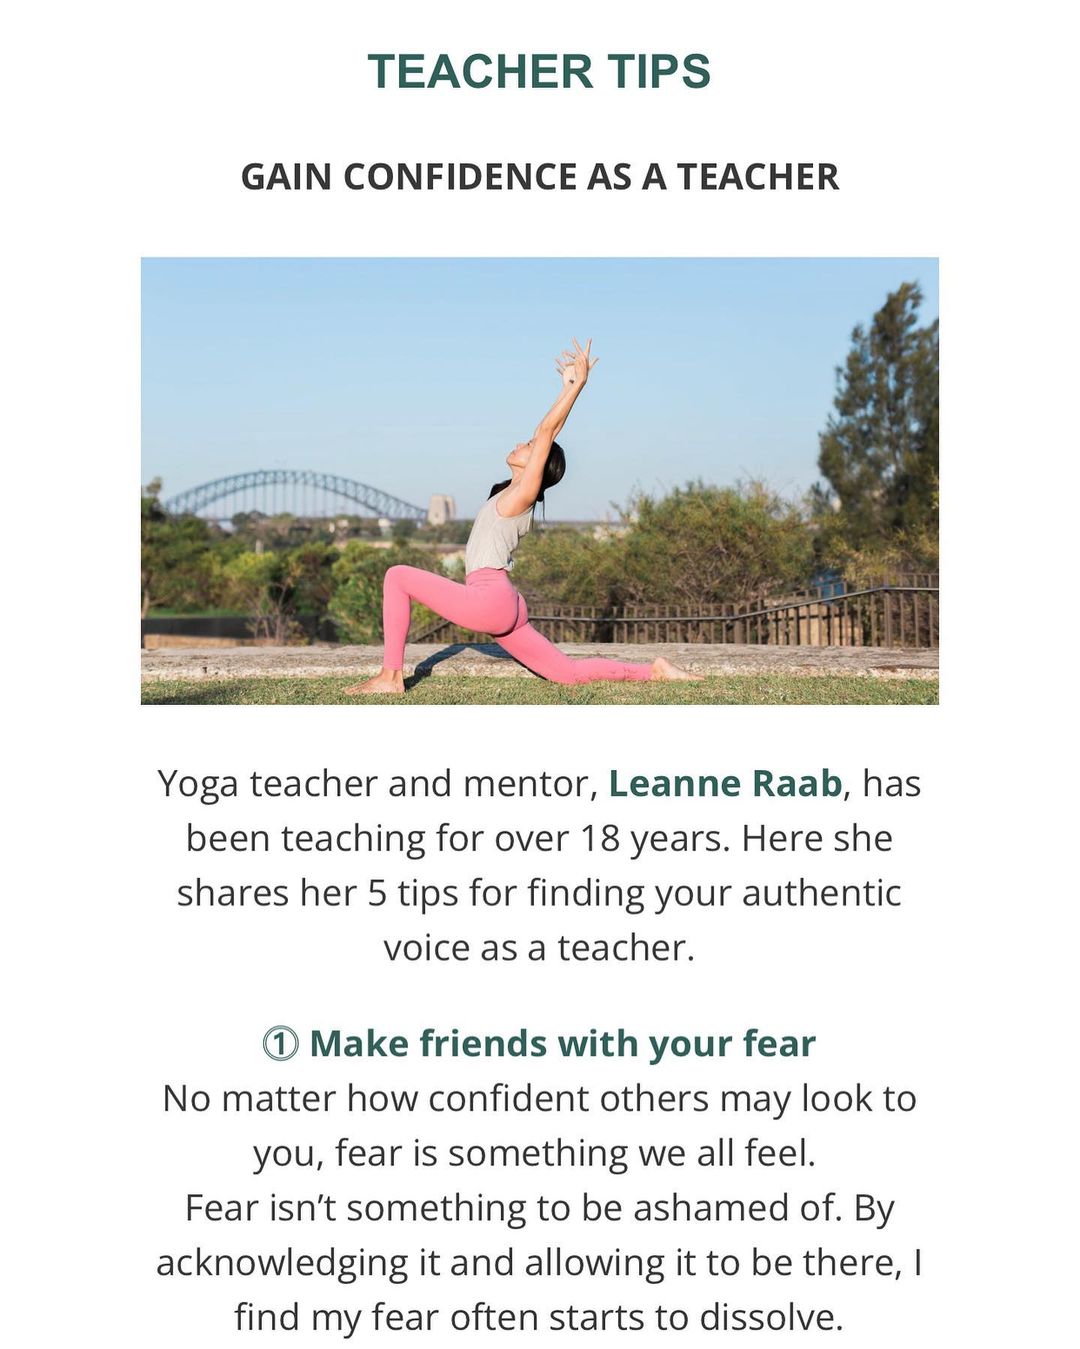 TEACHER TIPS
GAIN CONFIDENCE AS A TEACHER
Yoga teacher and mentor, Leanne Raab, has
been teaching for over 18 years. Here she
shares her 5 tips for finding your authentic
voice as a teacher.
① Make friends with your fear
No matter how confident others may look to
you, fear is something we all feel.
Fear isn’t something to be ashamed of. By
acknowledging it and allowing it to be there, I
find my fear often starts to dissolve.